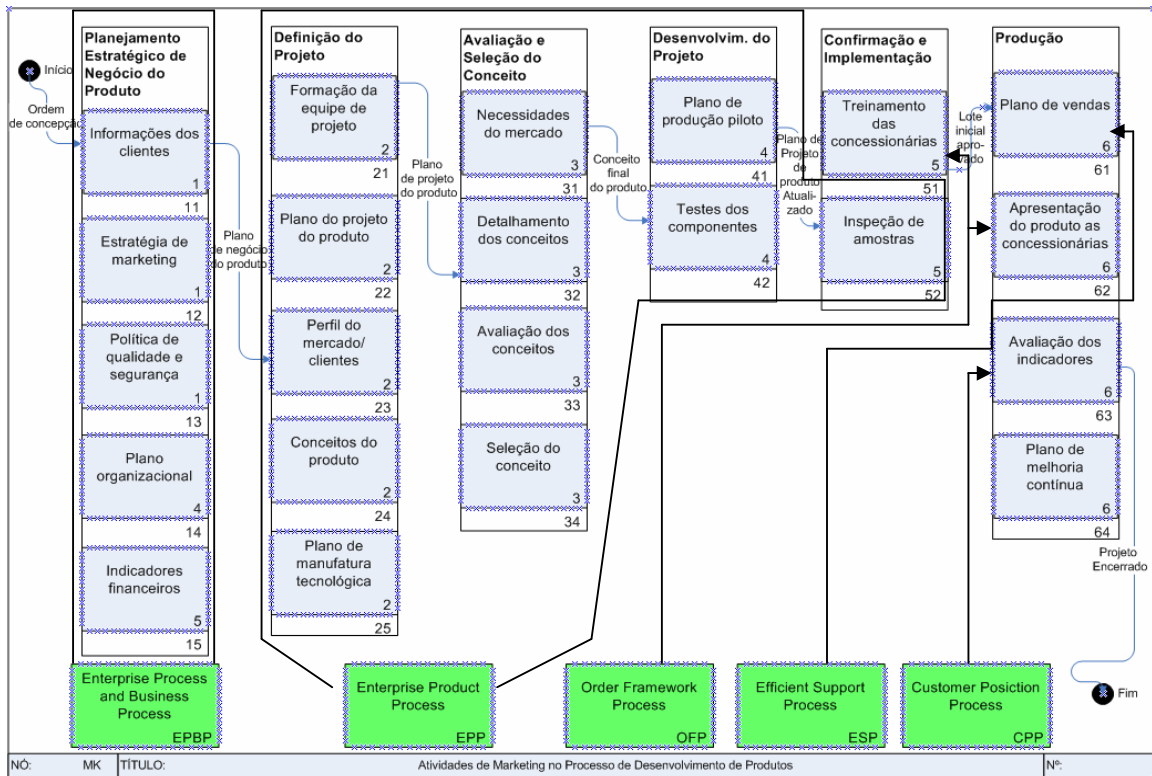 Planejamento
Estratégico de
Negócio do
Produto
Início
Ordem
de concepção
Informações dos
clientes
1
11
Estratégia de
marketing
1
12
Política de
qualidade e
segurança
1
13
Plano
organizacional
4
14
Indicadores
financeiros
5
15
Plano
de negócio
do produto
Definição do
Projeto
Formação da
equipe de
projeto
2
21
Plano do projeto
do produto
2
22
Perfil do
mercado/
clientes
2
23
Conceitos do
produto
2
24
Plano de
manufatura
tecnológica
2
25
Plano
de projeto
do produto
Avaliação e
Seleção do
Conceito
Necessidades
do mercado
3
31
Detalhamento
dos conceitos
3
32
Avaliação dos
conceitos
3
33
Seleção do
conceito
3
34
Conceito
final
do produto
Desenvolvim. do
Projeto
Plano de
produção piloto
4
41
Testes dos
componentes
4
42
Plano de
Projeto
de
produto
Atuali-
zado
Confirmação e
Implementação
Treinamento
das
concessionárias
5
51
Inspeção de
amostras
5
52
Lote
inicial
apro-
vado
Produção
Plano de vendas
6
61
Apresentação
do produto as
concessionárias
6
62
Avaliação dos
indicadores
6
63
Plano de
melhoria
contínua
6
64
Projeto
Encerrado
Fim
Enterprise Process
and Business
Process
EPBP
Enterprise Product
Process
EPP
Order Framework
Process
OFP
Efficient Support
Process
ESP
Customer Posiction
Process
CPP
NÓ: MK TÍTULO: Atividades de Marketing no Processo de Desenvolvimento de Produtos Nº: